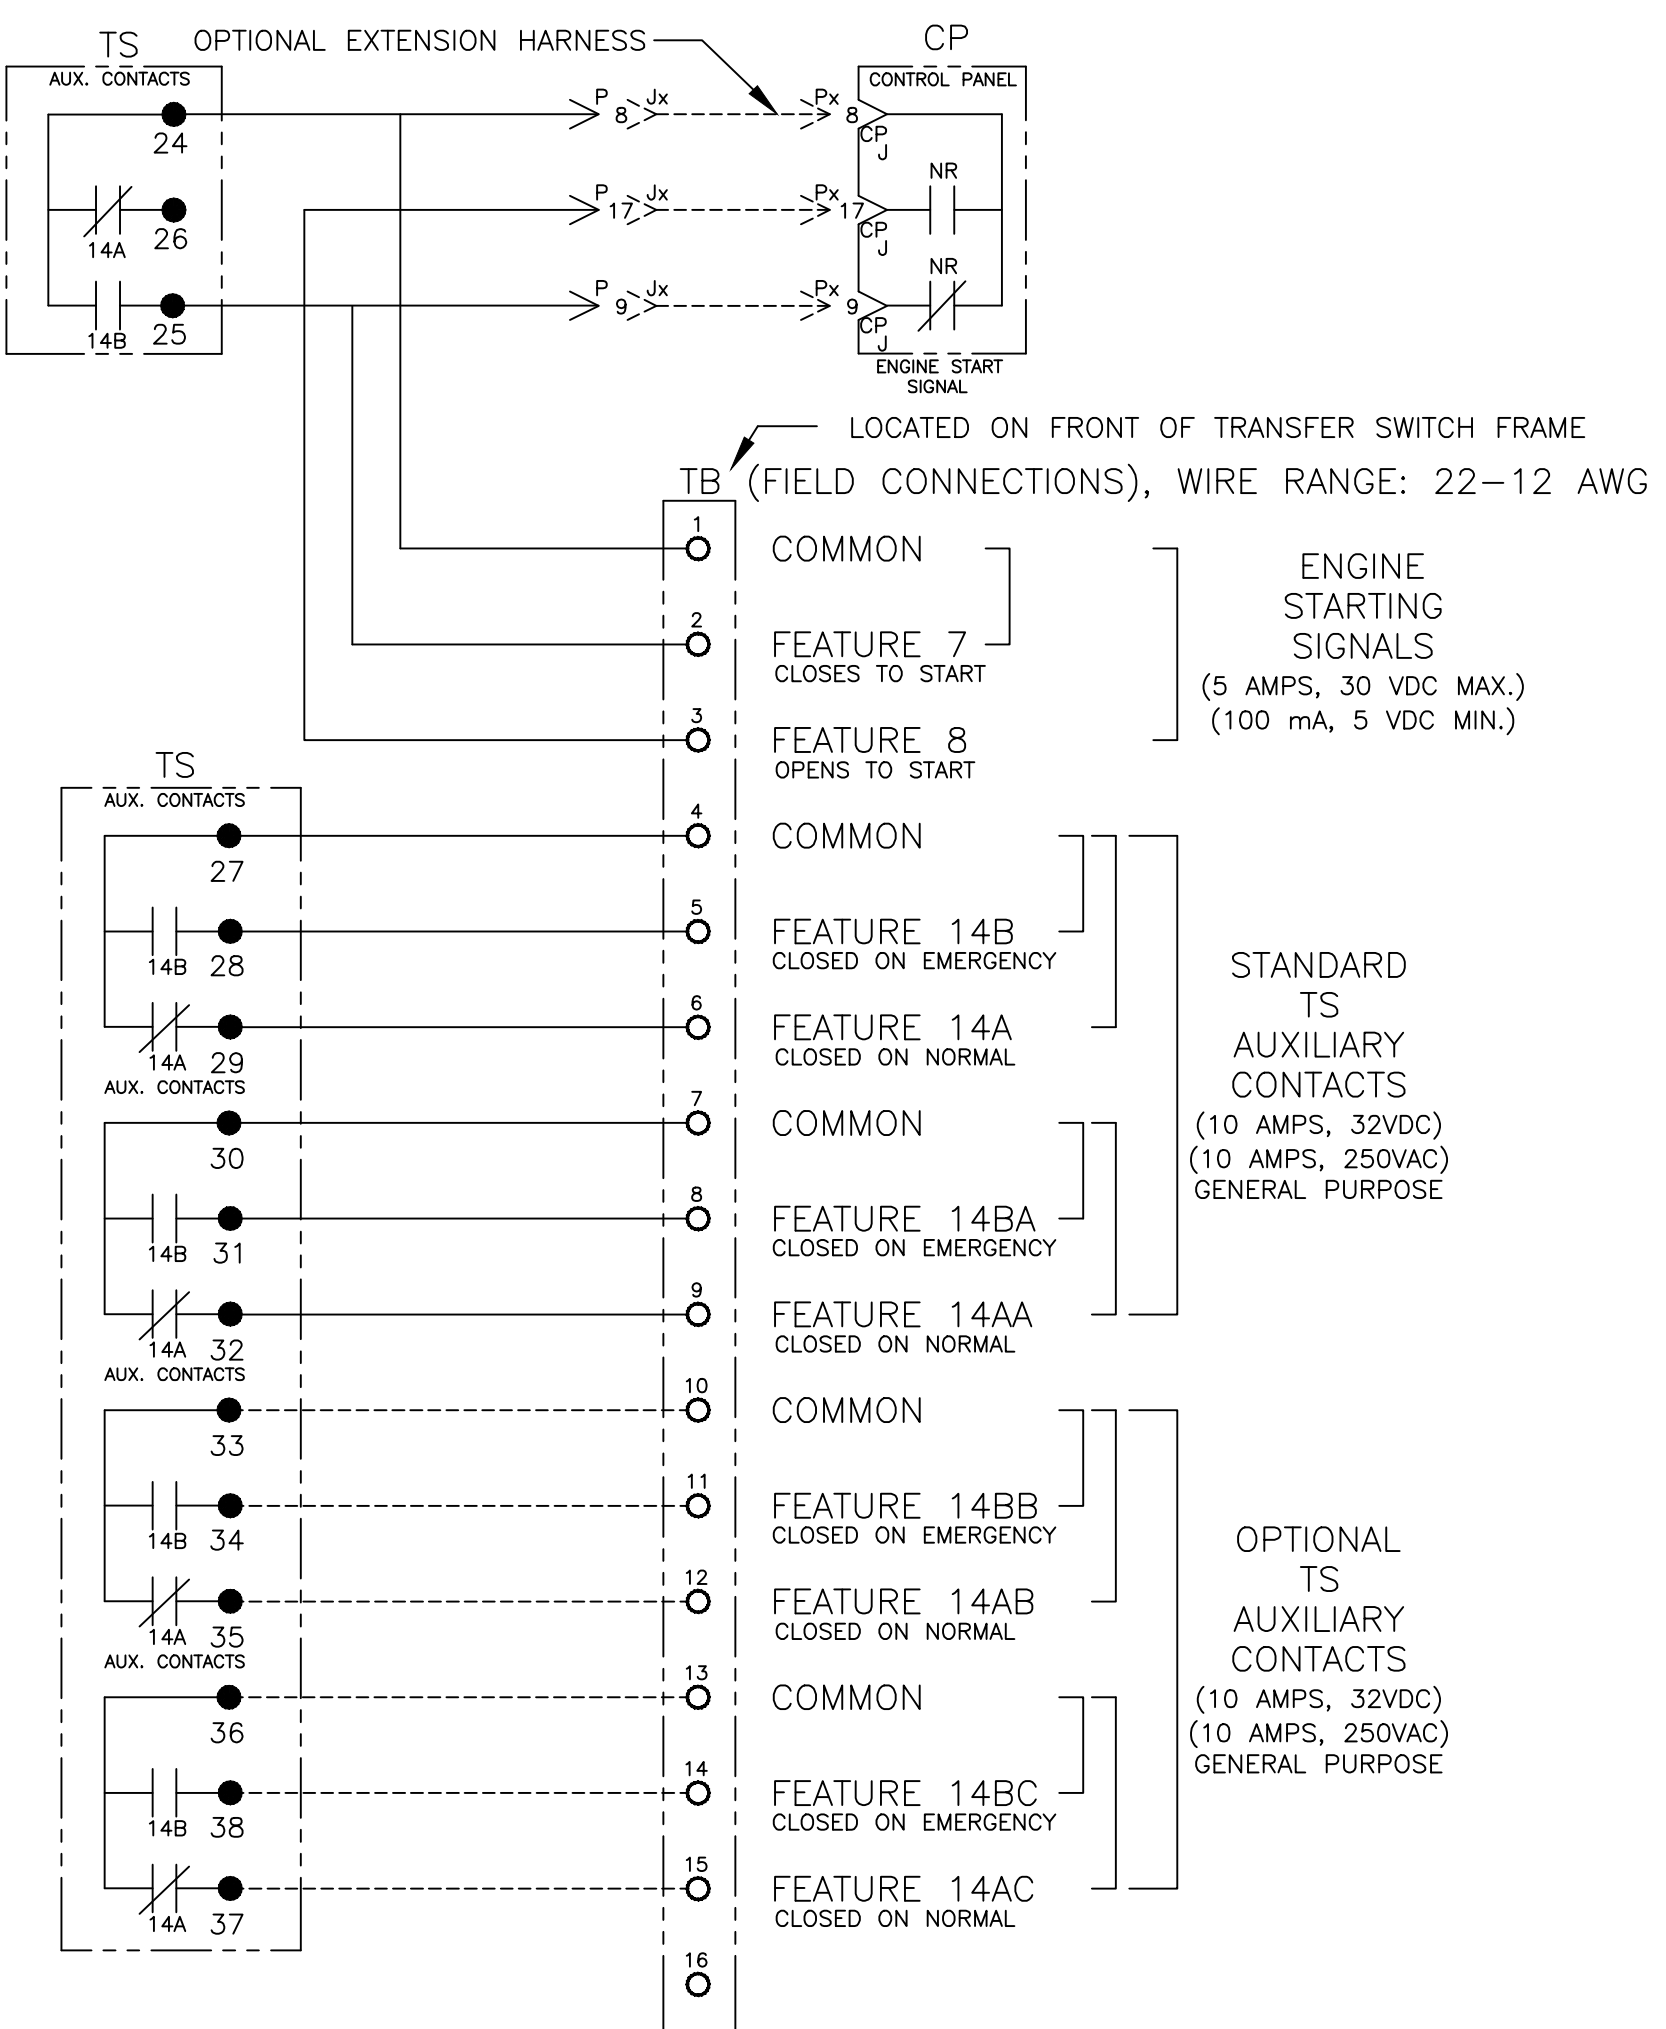 TS
OPTIONAL EXTENSION HARNESS
CP
AUX. CONTACTS
CONTROL PANEL
24
P 8 Jx
Px 8
CP
J
NR
14A
26
P 17 Jx
Px 17
CP
J
NR
14B
25
P 9 Jx
Px 9
CP
J
ENGINE START
SIGNAL
LOCATED ON FRONT OF TRANSFER SWITCH FRAME
TB (FIELD CONNECTIONS), WIRE RANGE: 22-12 AWG
1
COMMON
2
FEATURE 7
CLOSES TO START
3
FEATURE 8
OPENS TO START
ENGINE
STARTING
SIGNALS
(5 AMPS, 30 VDC MAX.)
(100 mA, 5 VDC MIN.)
TS
AUX. CONTACTS
27
4
COMMON
14B 28
5
FEATURE 14B
CLOSED ON EMERGENCY
14A 29
6
FEATURE 14A
CLOSED ON NORMAL
AUX. CONTACTS
30
7
COMMON
14B 31
8
FEATURE 14BA
CLOSED ON EMERGENCY
14A 32
9
FEATURE 14AA
CLOSED ON NORMAL
STANDARD
TS
AUXILIARY
CONTACTS
(10 AMPS, 32VDC)
(10 AMPS, 250VAC)
GENERAL PURPOSE
AUX. CONTACTS
33
10
COMMON
14B 34
11
FEATURE 14BB
CLOSED ON EMERGENCY
14A 35
12
FEATURE 14AB
CLOSED ON NORMAL
AUX. CONTACTS
36
13
COMMON
14B 38
14
FEATURE 14BC
CLOSED ON EMERGENCY
14A 37
15
FEATURE 14AC
CLOSED ON NORMAL
OPTIONAL
TS
AUXILIARY
CONTACTS
(10 AMPS, 32VDC)
(10 AMPS, 250VAC)
GENERAL PURPOSE
16